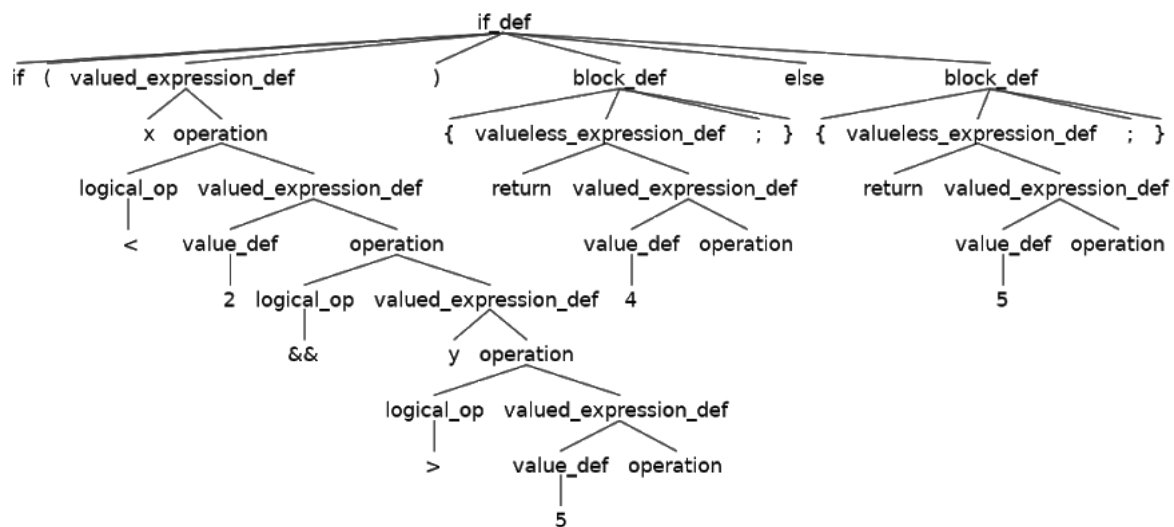 if_def
if ( valued_expression_def ) block_def else block_def
x operation { valueless_expression_def ; } { valueless_expression_def ; }
logical_op valued_expression_def return valued_expression_def return valued_expression_def
< value_def operation value_def operation value_def operation
2 logical_op valued_expression_def 4 5
&& y operation
logical_op valued_expression_def
> value_def operation
5